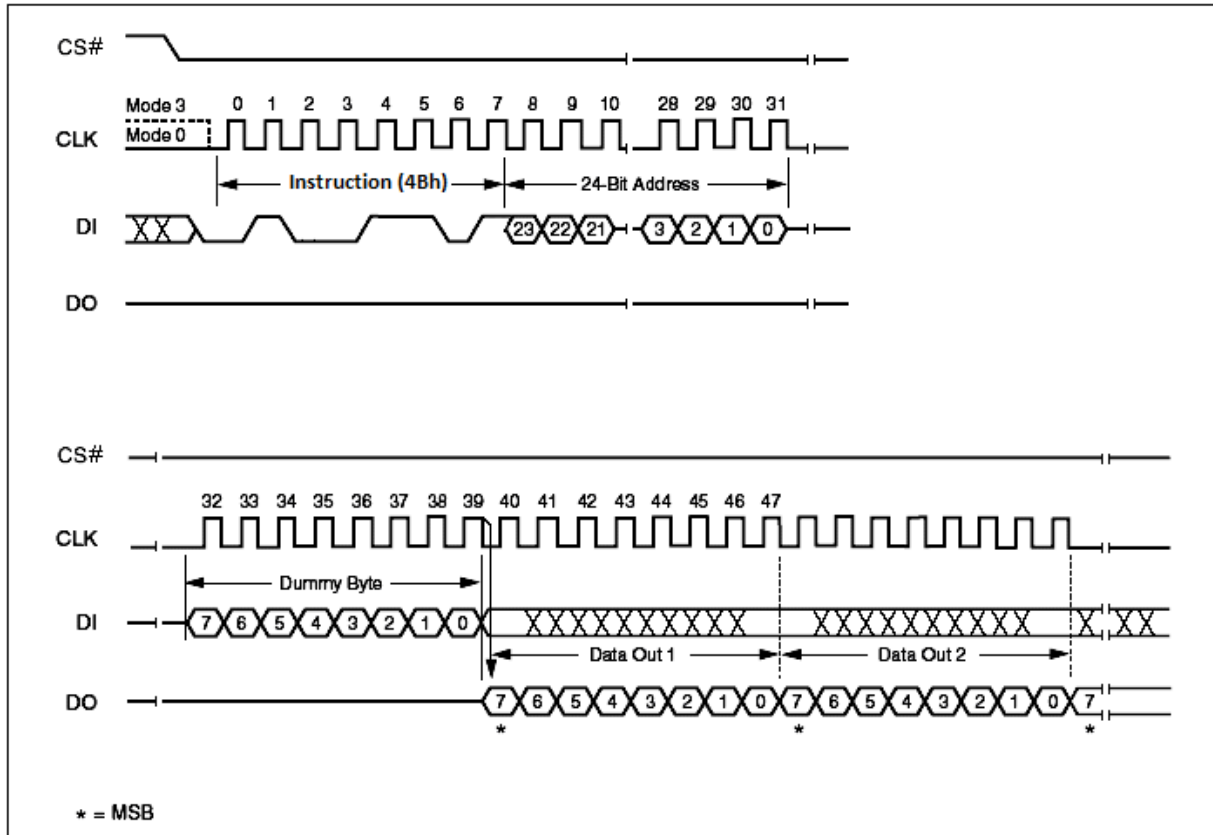 CS#
Mode 3 0 1 2 3 4 5 6 7 8 9 10 28 29 30 31
CLK Mode 0
Instruction (4Bh) 24-Bit Address
DI 23 22 21 3 2 1 0
DO
CS#
32 33 34 35 36 37 38 39 40 41 42 43 44 45 46 47
CLK
Dummy Byte
DI 7 6 5 4 3 2 1 0
Data Out 1 Data Out 2
DO 7 6 5 4 3 2 1 0 7 6 5 4 3 2 1 0 7
* * *
* = MSB